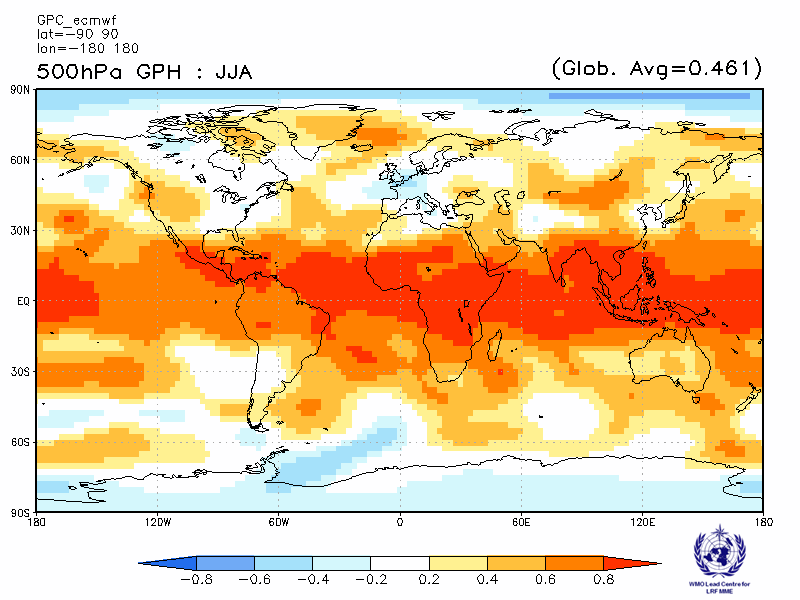 GPC_ecmwf
lat=-90 90
lon=-180 180
500hPa GPH : JJA
(Glob. Avg=0.461)
90N
60N
30N
EQ
30S
60S
90S
180 120W 60W 0 60E 120E 180
-0.8 -0.6 -0.4 -0.2 0.2 0.4 0.6 0.8
WMO Lead Centre for
LRF MME